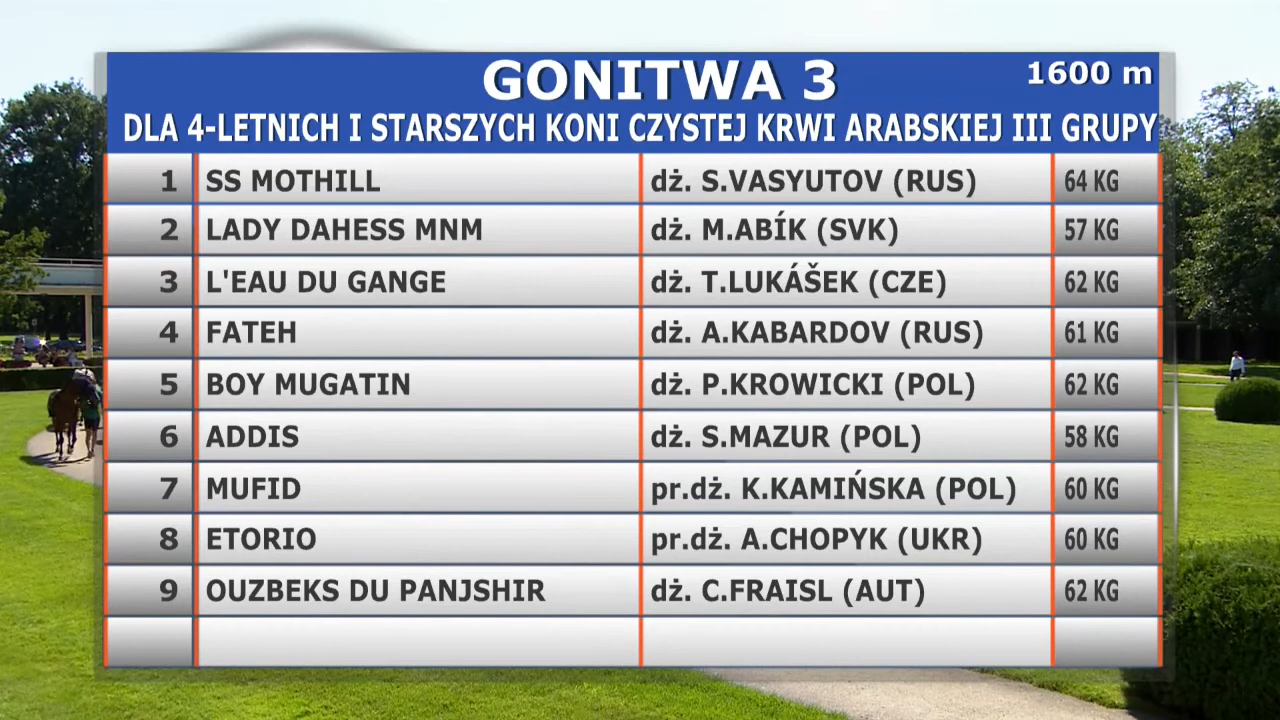 GONITWA 3 1600 m
DLA 4-LETNICH I STARSZYCH KONI CZYSTEJ KRWI ARABSKIEJ III GRUPY
1 SS MOTHILL dż. S.VASYUTOV (RUS) 64 KG
2 LADY DAHESS MNM dż. M.ABÍK (SVK) 57 KG
3 L'EAU DU GANGE dż. T.LUKÁŠEK (CZE) 62 KG
4 FATEH dż. A.KABARDOV (RUS) 61 KG
5 BOY MUGATIN dż. P.KROWICKI (POL) 62 KG
6 ADDIS dż. S.MAZUR (POL) 58 KG
7 MUFID pr.dż. K.KAMIŃSKA (POL) 60 KG
8 ETORIO pr.dż. A.CHOPYK (UKR) 60 KG
9 OUZBEKS DU PANJSHIR dż. C.FRAISL (AUT) 62 KG